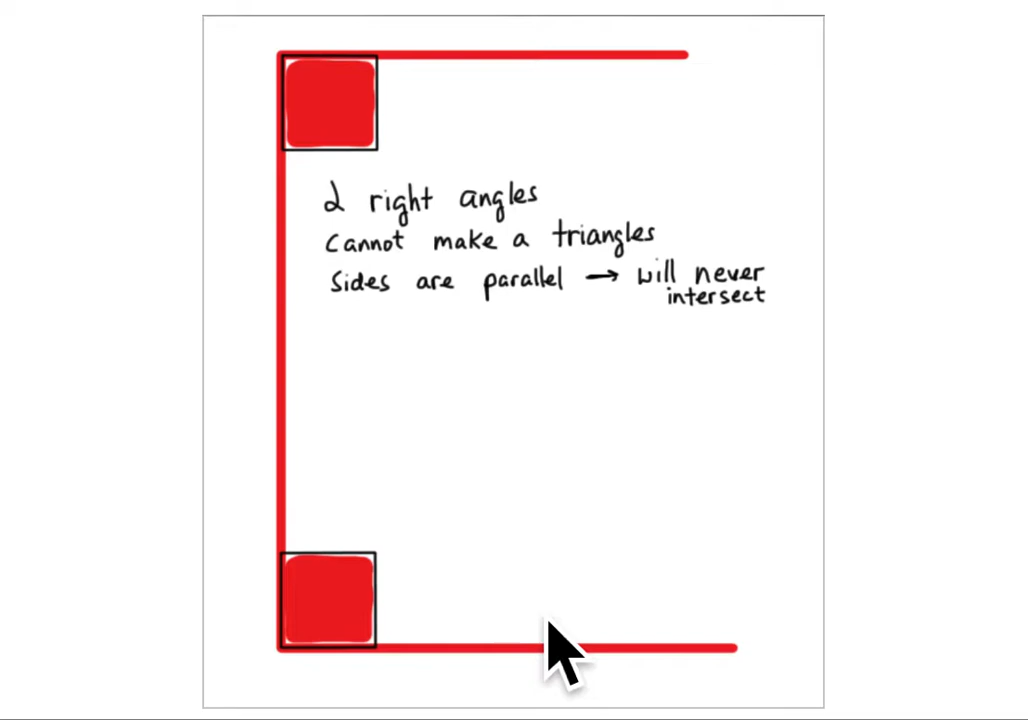 2 right angles
cannot make a triangles
sides are parallel → will never
intersect